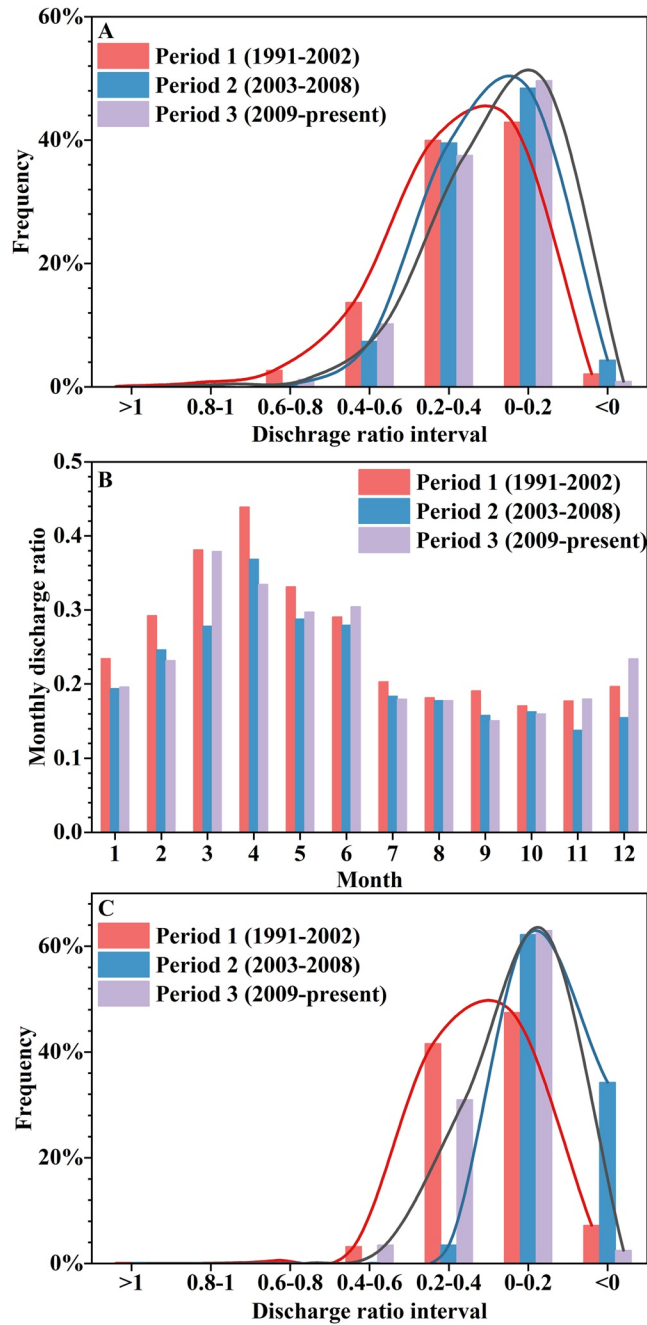 A
Period 1 (1991-2002)
Period 2 (2003-2008)
Period 3 (2009-present)
60%
40%
20%
0%
Frequency
>1 0.8-1 0.6-0.8 0.4-0.6 0.2-0.4 0-0.2 <0
Dischrage ratio interval
B
Period 1 (1991-2002)
Period 2 (2003-2008)
Period 3 (2009-present)
0.5
0.4
0.3
0.2
0.1
0.0
Monthly discharge ratio
1 2 3 4 5 6 7 8 9 10 11 12
Month
C
Period 1 (1991-2002)
Period 2 (2003-2008)
Period 3 (2009-present)
60%
40%
20%
0%
Frequency
>1 0.8-1 0.6-0.8 0.4-0.6 0.2-0.4 0-0.2 <0
Discharge ratio interval